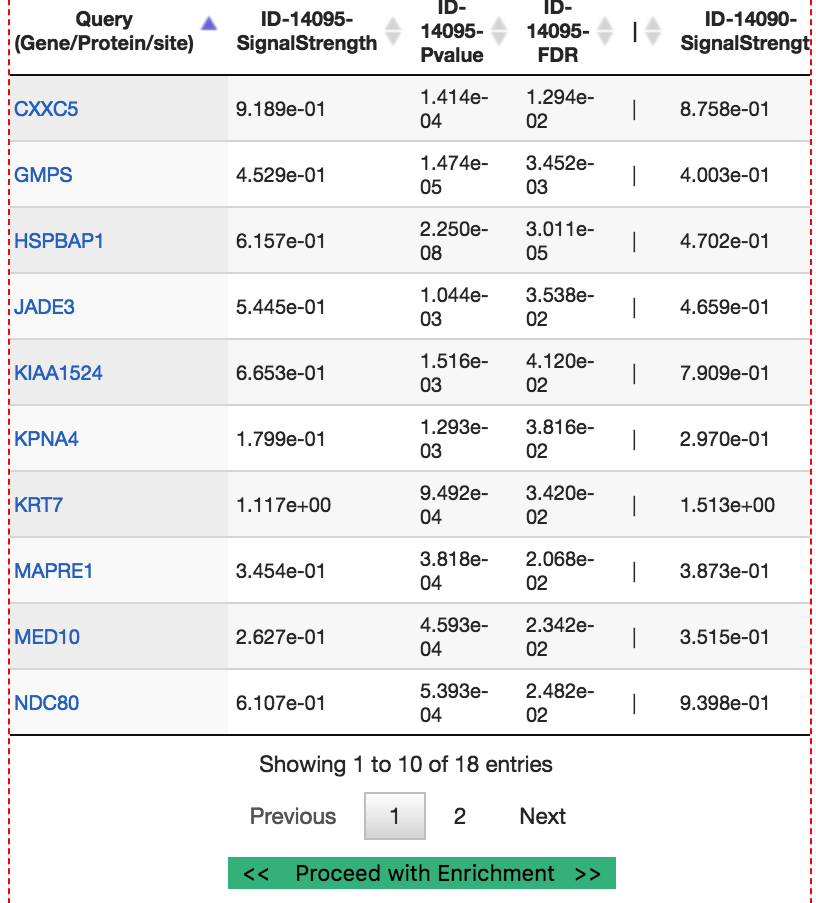 Query
(Gene/Protein/site)
ID-14095-
SignalStrength
ID-
14095-
Pvalue
ID-
14095-
FDR
|
ID-14090-
SignalStrengt
CXXC5 9.189e-01 1.414e-
04 1.294e-
02 | 8.758e-01
GMPS 4.529e-01 1.474e-
05 3.452e-
03 | 4.003e-01
HSPBAP1 6.157e-01 2.250e-
08 3.011e-
05 | 4.702e-01
JADE3 5.445e-01 1.044e-
03 3.538e-
02 | 4.659e-01
KIAA1524 6.653e-01 1.516e-
03 4.120e-
02 | 7.909e-01
KPNA4 1.799e-01 1.293e-
03 3.816e-
02 | 2.970e-01
KRT7 1.117e+00 9.492e-
04 3.420e-
02 | 1.513e+00
MAPRE1 3.454e-01 3.818e-
04 2.068e-
02 | 3.873e-01
MED10 2.627e-01 4.593e-
04 2.342e-
02 | 3.515e-01
NDC80 6.107e-01 5.393e-
04 2.482e-
02 | 9.398e-01
Showing 1 to 10 of 18 entries
Previous 1 2 Next
<< Proceed with Enrichment >>